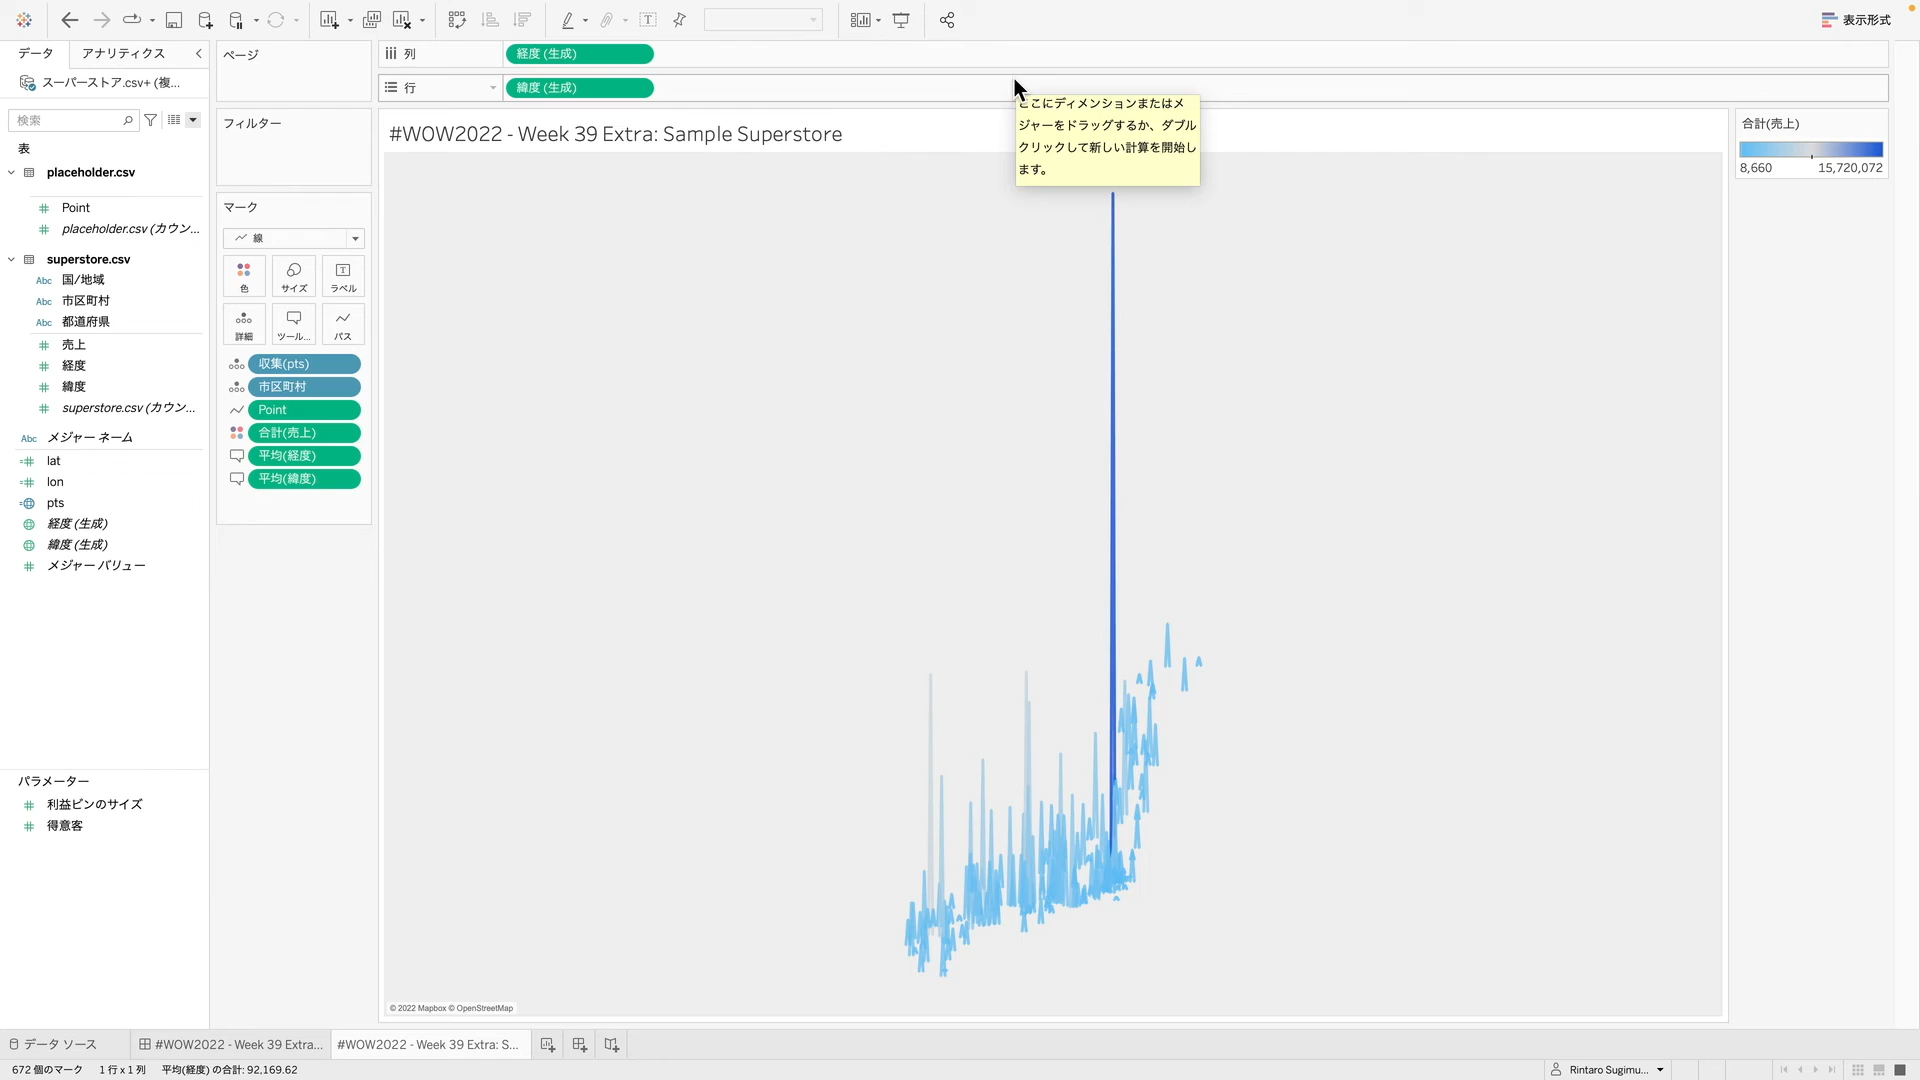 表示形式
データ
アナリティクス
スーパーストア.csv+ (複...
検索
表
placeholder.csv
Point
placeholder.csv (カウン...
superstore.csv
Abc 国/地域
Abc 市区町村
Abc 都道府県
売上
経度
緯度
superstore.csv (カウン...
Abc メジャー ネーム
lat
lon
pts
経度 (生成)
緯度 (生成)
メジャー バリュー
パラメーター
利益ビンのサイズ
得意客
ページ
フィルター
マーク
線
色
サイズ
ラベル
詳細
ツール...
パス
収集(pts)
市区町村
Point
合計(売上)
平均(経度)
平均(緯度)
列
経度 (生成)
行
緯度 (生成)
#WOW2022 - Week 39 Extra: Sample Superstore
ここにディメンションまたはメ
ジャーをドラッグするか、ダブル
クリックして新しい計算を開始し
ます。
© 2022 Mapbox © OpenStreetMap
合計(売上)
8,660 15,720,072
データ ソース
#WOW2022 - Week 39 Extra...
#WOW2022 - Week 39 Extra: S...
672 個のマーク 1 行 x 1 列 平均(経度) の合計: 92,169.62
Rintaro Sugimu...